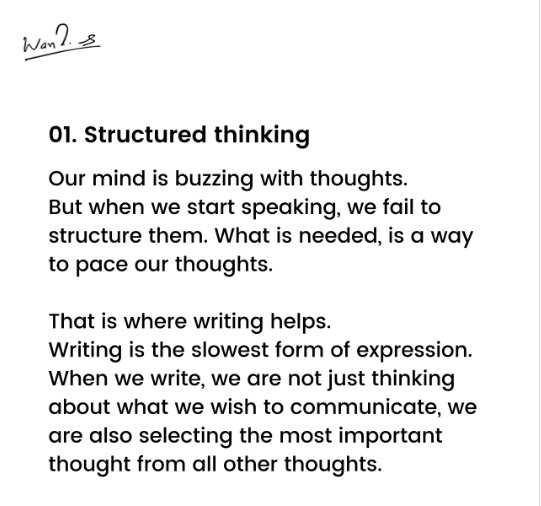 01. Structured thinking
Our mind is buzzing with thoughts.
But when we start speaking, we fail to
structure them. What is needed, is a way
to pace our thoughts.
That is where writing helps.
Writing is the slowest form of expression.
When we write, we are not just thinking
about what we wish to communicate, we
are also selecting the most important
thought from all other thoughts.